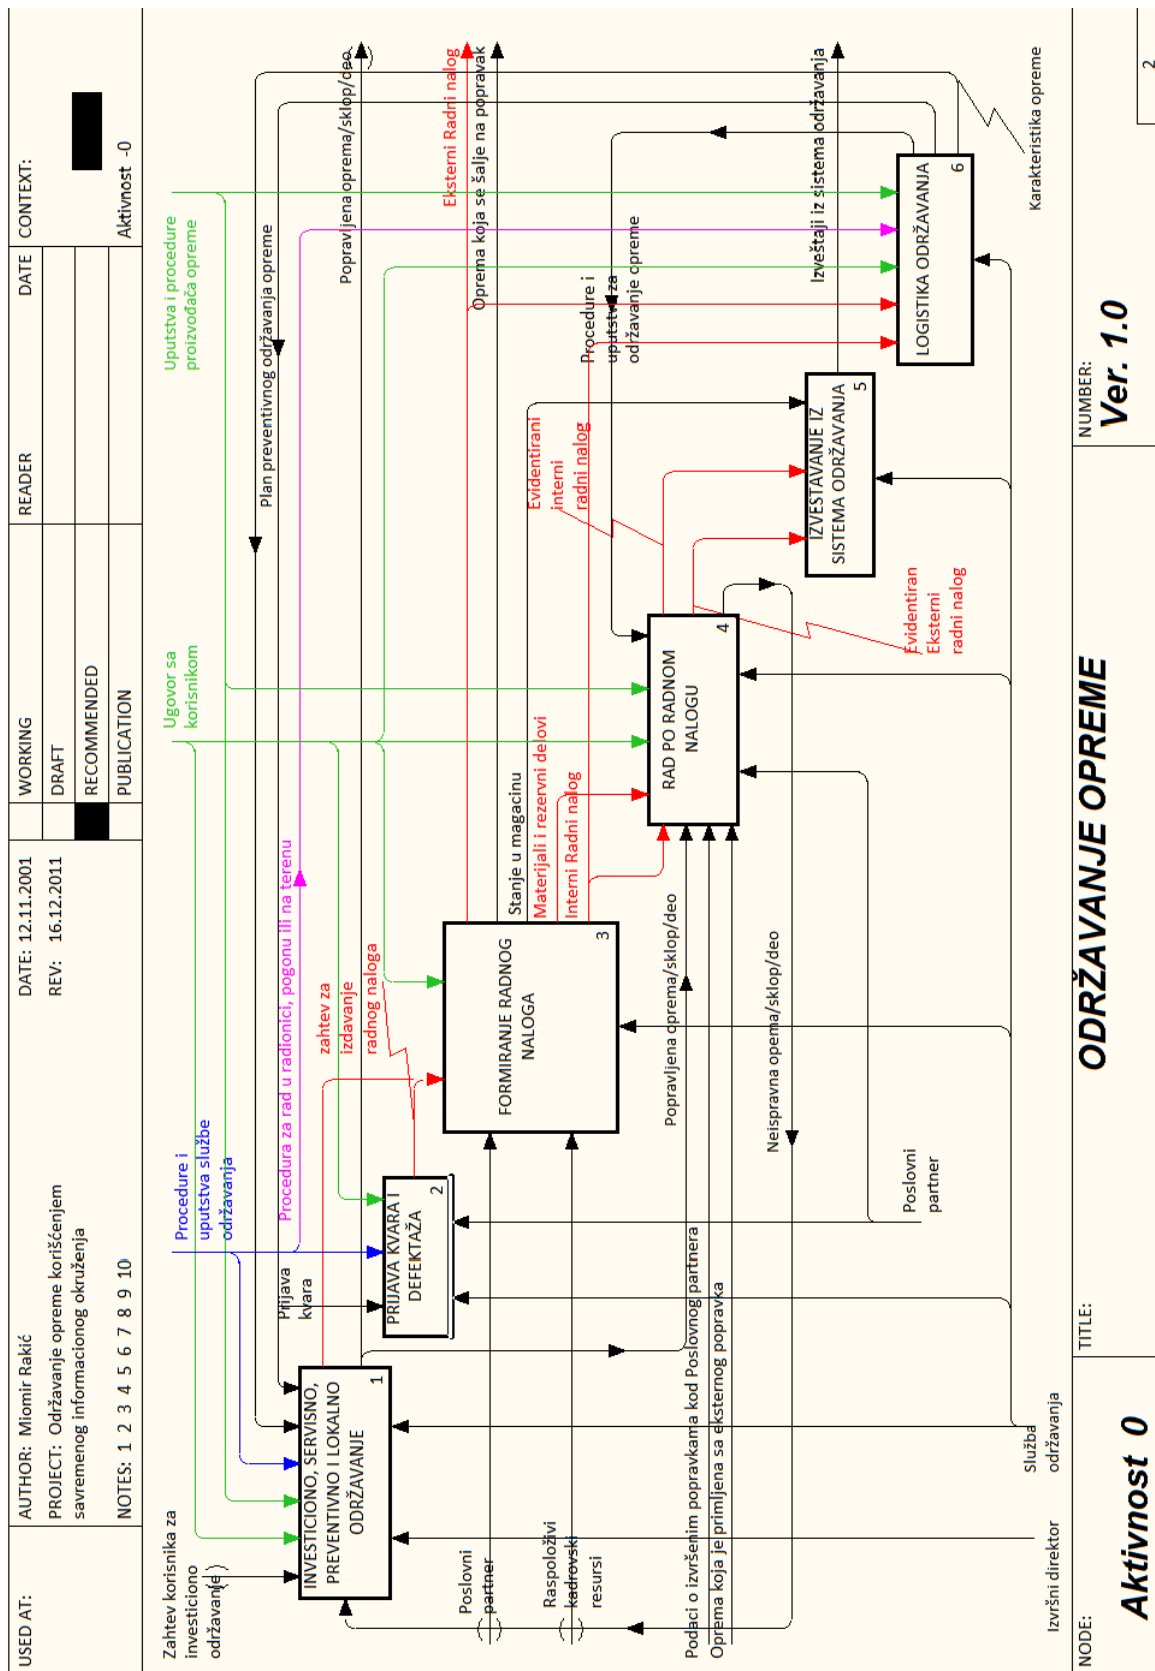 USED AT:
AUTHOR: Miomir Rakić
PROJECT: Održavanje opreme korišćenjem
savremenog informacionog okruženja
NOTES: 1 2 3 4 5 6 7 8 9 10
DATE: 12.11.2001
REV: 16.12.2011
WORKING
DRAFT
RECOMMENDED
PUBLICATION
READER
DATE
CONTEXT:
Aktivnost -0
Zahtev korisnika za
investiciono
održavanje
Procedure i
uputstva službe
održavanja
Ugovor sa
korisnikom
Uputstva i procedure
proizvođača opreme
Plan preventivnog održavanja opreme
Procedura za rad u radionici, pogonu ili na terenu
Prijava
kvara
zahtev za
izdavanje
radnog naloga
Popravljena oprema/sklop/deo
Eksterni Radni nalog
Oprema koja se šalje na popravak
INVESTICIONO, SERVISNO,
PREVENTIVNO I LOKALNO
ODRŽAVANJE
1
PRIJAVA KVARA I
DEFEKTAŽA
2
FORMIRANJE RADNOG
NALOGA
3
Stanje u magacinu
Materijali i rezervni delovi
Interni Radni nalog
Evidentirani
interni
radni nalog
Procedure i
uputstva za
održavanje opreme
RAD PO RADNOM
NALOGU
4
Evidentiran
Eksterni
radni nalog
IZVESTAVANJE IZ
SISTEMA ODRŽAVANJA
5
Izveštaji iz sistema održavanja
LOGISTIKA ODRŽAVANJA
6
Karakteristika opreme
Poslovni
partner
Raspoloživi
kadrovski
resursi
Popravljena oprema/sklop/deo
Podaci o izvršenim popravkama kod Poslovnog partnera
Oprema koja je primljena sa eksternog popravka
Neispravna opema/sklop/deo
Poslovni
partner
Izvršni direktor
Služba
održavanja
2
NODE:
Aktivnost 0
TITLE:
ODRŽAVANJE OPREME
NUMBER:
Ver. 1.0